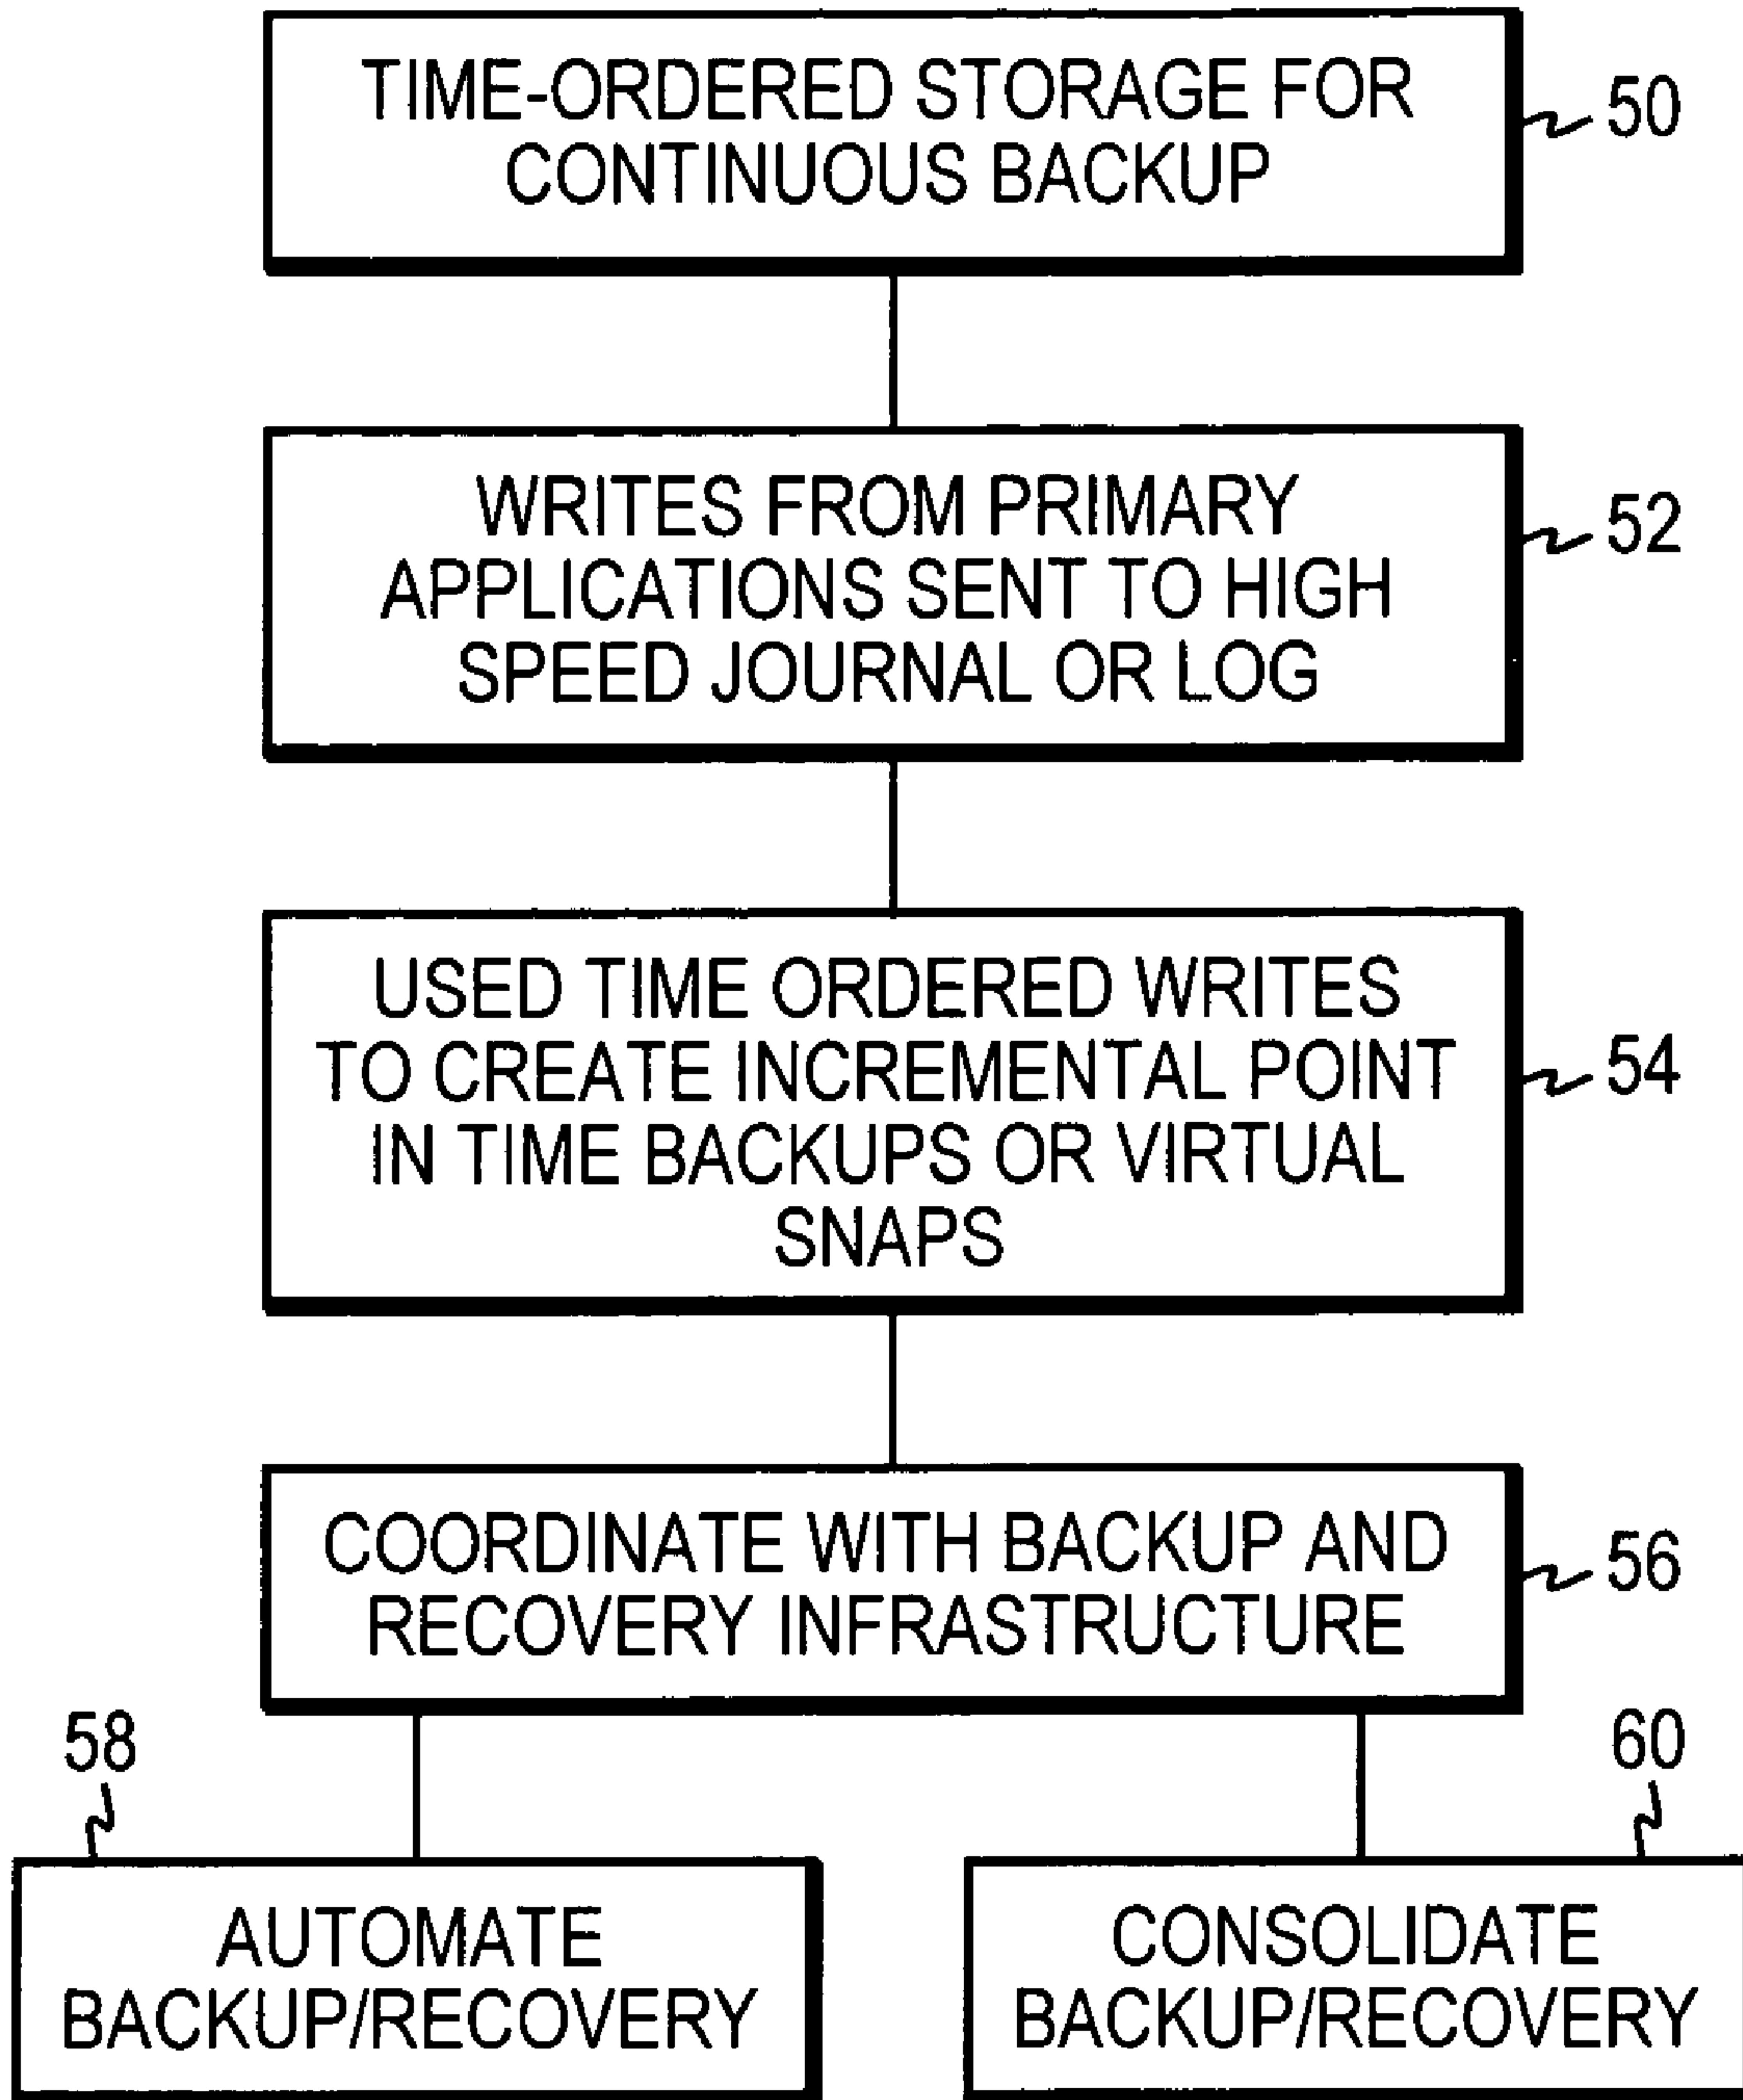 TIME-ORDERED STORAGE FOR
CONTINUOUS BACKUP
50
WRITES FROM PRIMARY
APPLICATIONS SENT TO HIGH
SPEED JOURNAL OR LOG
52
USED TIME ORDERED WRITES
TO CREATE INCREMENTAL POINT
IN TIME BACKUPS OR VIRTUAL
SNAPS
54
COORDINATE WITH BACKUP AND
RECOVERY INFRASTRUCTURE
56
58
AUTOMATE
BACKUP/RECOVERY
60
CONSOLIDATE
BACKUP/RECOVERY